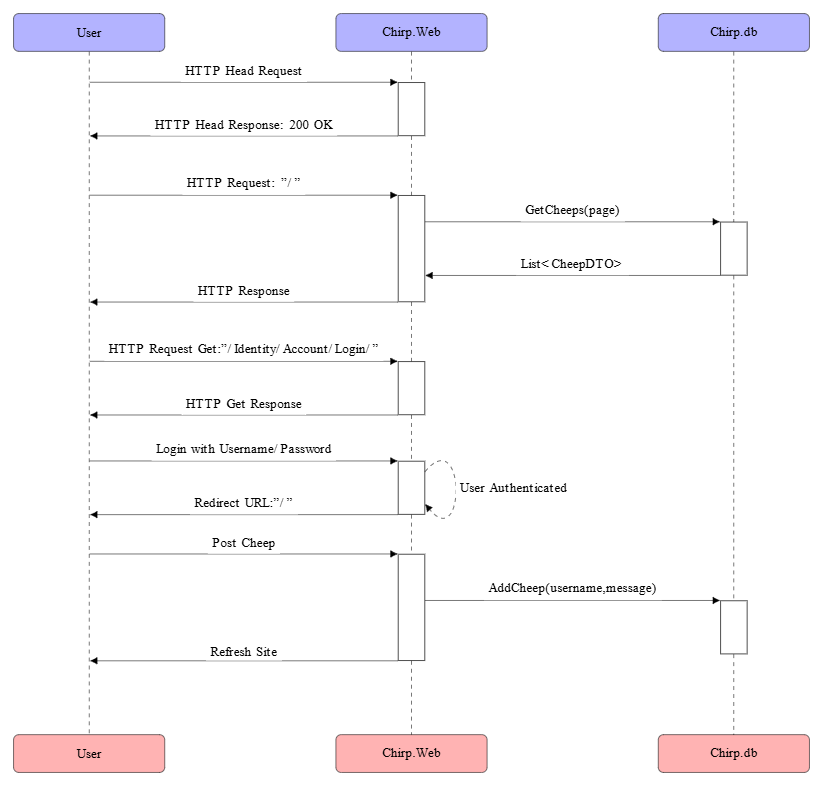 User
Chirp.Web
Chirp.db
HTTP Head Request
HTTP Head Response: 200 OK
HTTP Request: ”/ ”
GetCheeps(page)
List< CheepDTO>
HTTP Response
HTTP Request Get:”/ Identity/ Account/ Login/ ”
HTTP Get Response
Login with Username/ Password
User Authenticated
Redirect URL:”/ ”
Post Cheep
AddCheep(username,message)
Refresh Site
User
Chirp.Web
Chirp.db